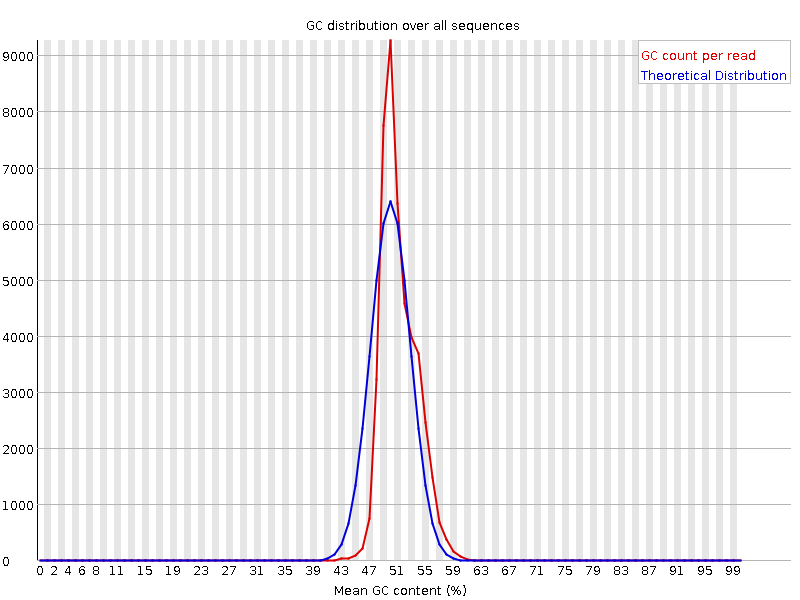 GC distribution over all sequences
GC count per read
Theoretical Distribution
9000
8000
7000
6000
5000
4000
3000
2000
1000
0
0 2 4 6 8 11 15 19 23 27 31 35 39 43 47 51 55 59 63 67 71 75 79 83 87 91 95 99
Mean GC content (%)